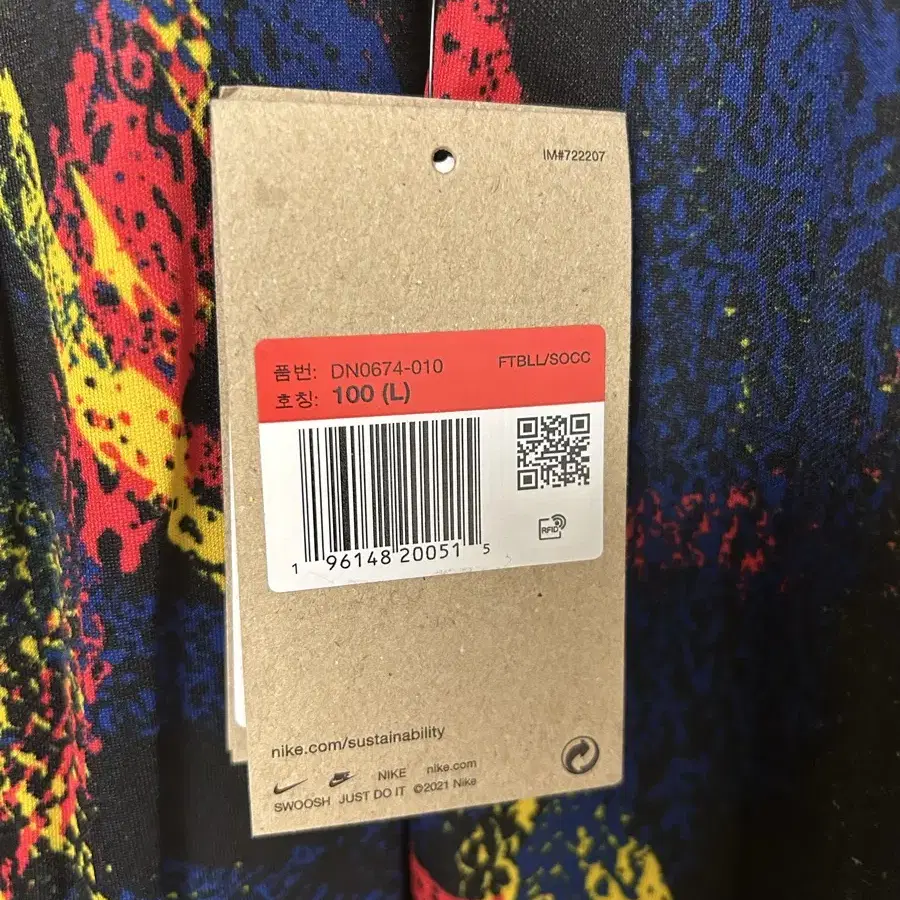 IM#722207
품번: DN0674-010 FTBLL/SOCC
호칭: 100 (L)
1 96148 20051 5
RFID
nike.com/sustainability
NIKE nike.com
SWOOSH JUST DO IT ©2021 Nike